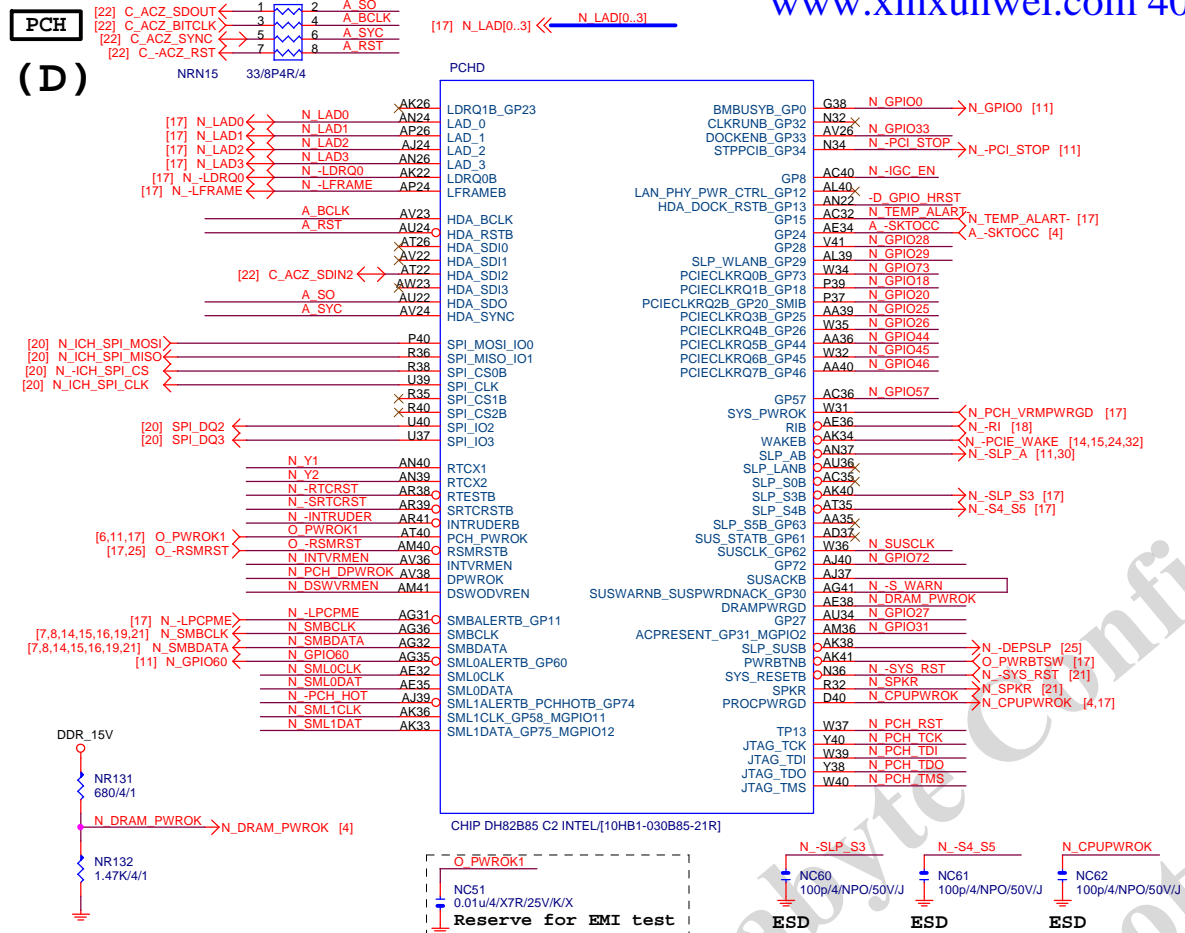 www.xinxunwei.com 40
PCH
(D)
[22] C_ACZ_SDOUT 1 2 A_SO
[22] C_ACZ_BITCLK 3 4 A_BCLK
[22] C_ACZ_SYNC 5 6 A_SYC
[22] C_-ACZ_RST 7 8 A_RST
NRN15 33/8P4R/4
[17] N_LAD[0..3] N_LAD[0..3]
PCHD
AK26 LDRQ1B_GP23
[17] N_LAD0 N_LAD0 AN24 LAD_0
[17] N_LAD1 N_LAD1 AP26 LAD_1
[17] N_LAD2 N_LAD2 AJ24 LAD_2
[17] N_LAD3 N_LAD3 AN26 LAD_3
[17] N_-LDRQ0 N_-LDRQ0 AK22 LDRQ0B
[17] N_-LFRAME N_-LFRAME AP24 LFRAMEB
A_BCLK AV23 HDA_BCLK
A_RST AU24 HDA_RSTB
AT26 HDA_SDI0
AV22 HDA_SDI1
[22] C_ACZ_SDIN2 AT22 HDA_SDI2
AW23 HDA_SDI3
A_SO AU22 HDA_SDO
A_SYC AV24 HDA_SYNC
[20] N_ICH_SPI_MOSI P40 SPI_MOSI_IO0
[20] N_ICH_SPI_MISO R36 SPI_MISO_IO1
[20] N_-ICH_SPI_CS R38 SPI_CS0B
[20] N_ICH_SPI_CLK U39 SPI_CLK
R35 SPI_CS1B
R40 SPI_CS2B
[20] SPI_DQ2 U40 SPI_IO2
[20] SPI_DQ3 U37 SPI_IO3
N_Y1 AN40 RTCX1
N_Y2 AN39 RTCX2
N_-RTCRST AR38 RTESTB
N_-SRTCRST AR39 SRTCRSTB
N_-INTRUDER AR41 INTRUDERB
[6,11,17] O_PWROK1 O_PWROK1 AT40 PCH_PWROK
[17,25] O_-RSMRST O_-RSMRST AM40 RSMRSTB
N_INTVRMEN AV36 INTVRMEN
N_PCH_DPWROK AV38 DPWROK
N_DSWVRMEN AM41 DSWODVREN
[17] N_-LPCPME N_-LPCPME AG31 SMBALERTB_GP11
[7,8,14,15,16,19,21] N_SMBCLK N_SMBCLK AG36 SMBCLK
[7,8,14,15,16,19,21] N_SMBDATA N_SMBDATA AG32 SMBDATA
[11] N_GPIO60 N_GPIO60 AG35 SML0ALERTB_GP60
N_SML0CLK AE32 SML0CLK
N_SML0DAT AE35 SML0DATA
N_-PCH_HOT AJ39 SML1ALERTB_PCHHOTB_GP74
N_SML1CLK AK36 SML1CLK_GP58_MGPIO11
N_SML1DAT AK33 SML1DATA_GP75_MGPIO12
BMBUSYB_GP0 G38 N_GPIO0 N_GPIO0 [11]
CLKRUNB_GP32 N32
DOCKENB_GP33 AV26 N_GPIO33
STPPCIB_GP34 N34 N_-PCI_STOP N_-PCI_STOP [11]
GP8 AC40 N_-IGC_EN
LAN_PHY_PWR_CTRL_GP12 AL40
HDA_DOCK_RSTB_GP13 AN22 -D_GPIO_HRST
GP15 AC32 N_TEMP_ALART N_TEMP_ALART- [17]
GP24 AE34 A_-SKTOCC A_-SKTOCC [4]
GP28 V41 N_GPIO28
SLP_WLANB_GP29 AL39 N_GPIO29
PCIECLKRQ0B_GP73 W34 N_GPIO73
PCIECLKRQ1B_GP18 P39 N_GPIO18
PCIECLKRQ2B_GP20_SMIB P37 N_GPIO20
PCIECLKRQ3B_GP25 AA39 N_GPIO25
PCIECLKRQ4B_GP26 W35 N_GPIO26
PCIECLKRQ5B_GP44 AA36 N_GPIO44
PCIECLKRQ6B_GP45 W32 N_GPIO45
PCIECLKRQ7B_GP46 AA40 N_GPIO46
GP57 AC36 N_GPIO57
SYS_PWROK W31 N_PCH_VRMPWRGD [17]
RIB AE36 N_-RI [18]
WAKEB AK34 N_-PCIE_WAKE [14,15,24,32]
SLP_AB AN37 N_-SLP_A [11,30]
SLP_LANB AU36
SLP_S0B AC35
SLP_S3B AK40 N_-SLP_S3 [17]
SLP_S4B AT35 N_-S4_S5 [17]
SLP_S5B_GP63 AA35
SUS_STATB_GP61 AD37
SUSCLK_GP62 W36 N_SUSCLK
GP72 AJ40 N_GPIO72
SUSACKB AJ37
SUSWARNB_SUSPWRDNACK_GP30 AG41 N_-S_WARN
DRAMPWRGD AE38 N_DRAM_PWROK
GP27 AU34 N_GPIO27
ACPRESENT_GP31_MGPIO2 AM36 N_GPIO31
SLP_SUSB AK38 N_-DEPSLP [25]
PWRBTNB AK41 O_PWRBTSW [17]
SYS_RESETB N36 N_-SYS_RST N_-SYS_RST [21]
SPKR R32 N_SPKR N_SPKR [21]
PROCPWRGD D40 N_CPUPWROK N_CPUPWROK [4,17]
TP13 W37 N_PCH_RST
JTAG_TCK Y40 N_PCH_TCK
JTAG_TDI W39 N_PCH_TDI
JTAG_TDO Y38 N_PCH_TDO
JTAG_TMS W40 N_PCH_TMS
CHIP DH82B85 C2 INTEL/[10HB1-030B85-21R]
DDR_15V
NR131
680/4/1
N_DRAM_PWROK N_DRAM_PWROK [4]
NR132
1.47K/4/1
O_PWROK1
NC51
0.01u/4/X7R/25V/K/X
Reserve for EMI test
N_-SLP_S3
NC60
100p/4/NPO/50V/J
ESD
N_-S4_S5
NC61
100p/4/NPO/50V/J
ESD
N_CPUPWROK
NC62
100p/4/NPO/50V/J
ESD